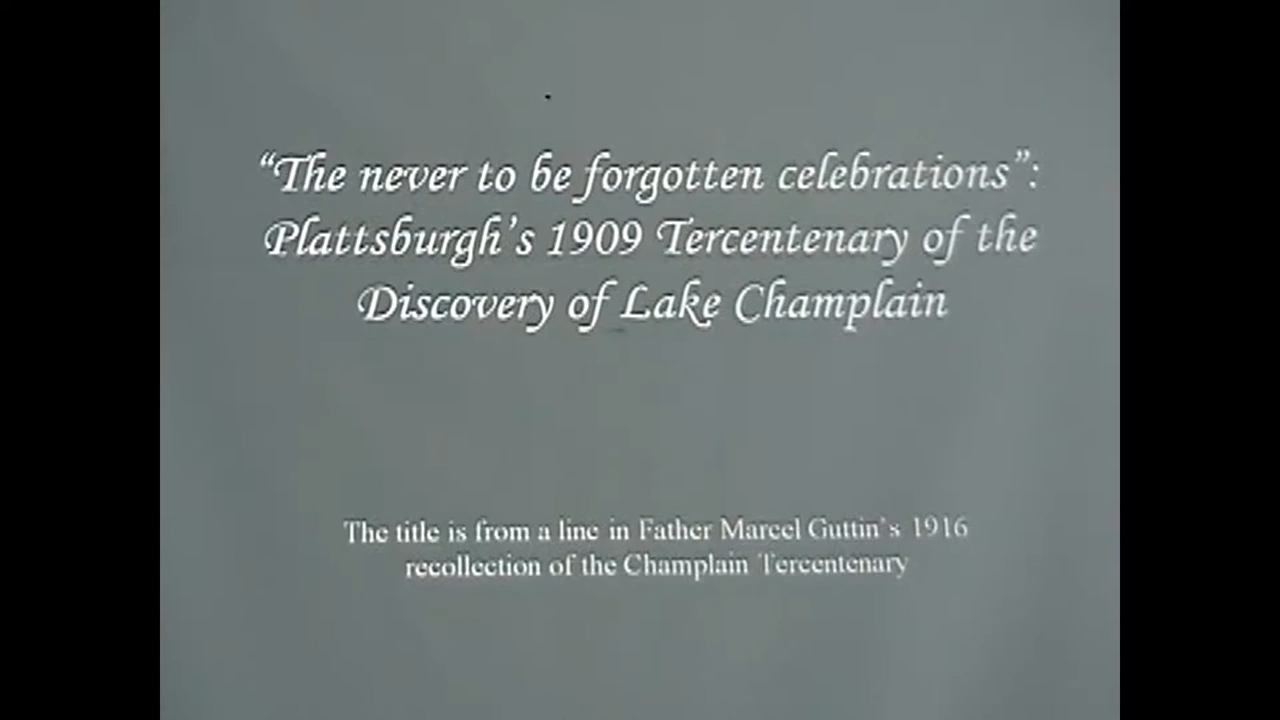 “The never to be forgotten celebrations”:
Plattsburgh’s 1909 Tercentenary of the
Discovery of Lake Champlain
The title is from a line in Father Marcel Guttin’s 1916
recollection of the Champlain Tercentenary